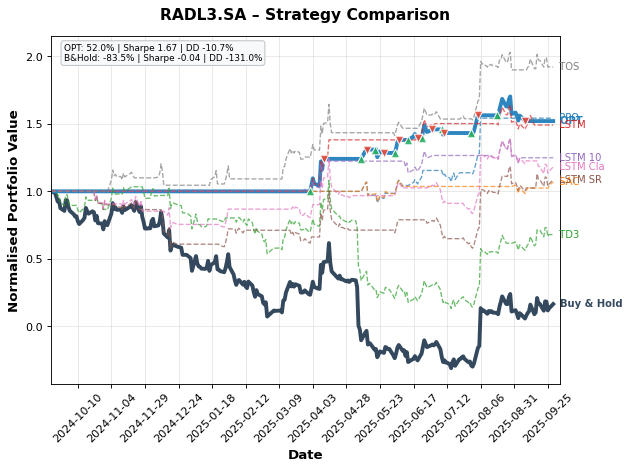 RADL3.SA – Strategy Comparison
OPT: 52.0% | Sharpe 1.67 | DD -10.7%
B&Hold: -83.5% | Sharpe -0.04 | DD -131.0%
Normalised Portfolio Value
2.0
1.5
1.0
0.5
0.0
TOS
OPT
LSTM
LSTM 10
LSTM Cla
LSTM SR
TD3
Buy & Hold
2024-10-10
2024-11-04
2024-11-29
2024-12-24
2025-01-18
2025-02-12
2025-03-09
2025-04-03
2025-04-28
2025-05-23
2025-06-17
2025-07-12
2025-08-06
2025-08-31
2025-09-25
Date